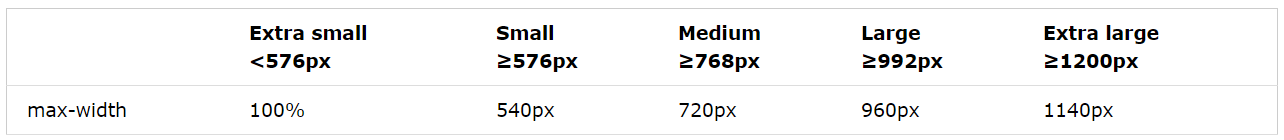 Extra small Small Medium Large Extra large
<576px ≥576px ≥768px ≥992px ≥1200px
max-width 100% 540px 720px 960px 1140px